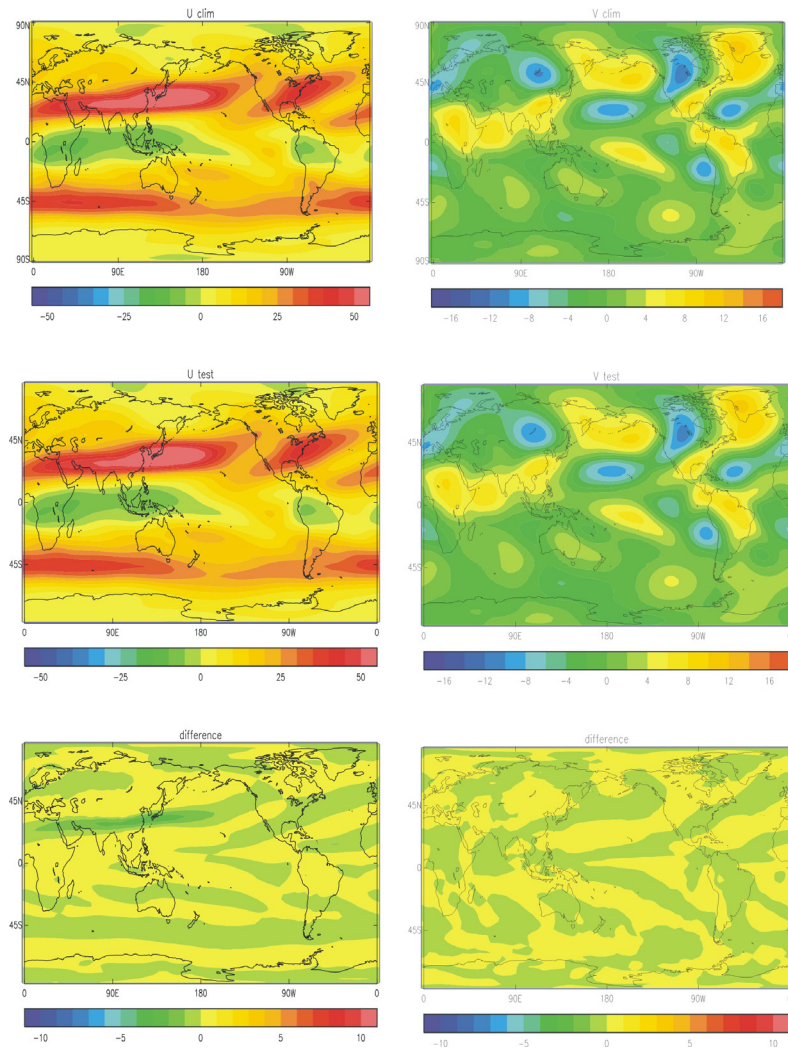 U clim
90N
45N
0
45S
90S
0 90E 180 90W
-50 -25 0 25 50
V clim
90N
45N
0
45S
90S
0 90E 180 90W
-16 -12 -8 -4 0 4 8 12 16
U test
45N
0
45S
0 90E 180 90W 0
-50 -25 0 25 50
V test
45N
0
45S
90E 180 90W
-16 -12 -8 -4 0 4 8 12 16
difference
45N
0
45S
0 90E 180 90W 0
-10 -5 0 5 10
difference
45N
0
45S
90E 180 90W
-10 -5 0 5 10